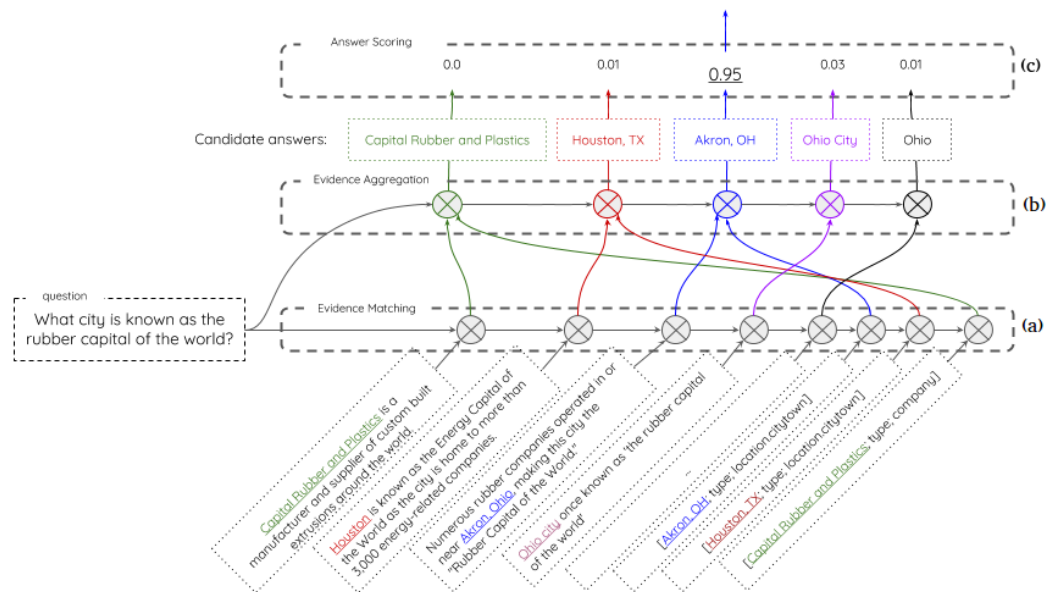 Answer Scoring
0.0
0.01
0.95
0.03
0.01
(c)
Candidate answers:
Capital Rubber and Plastics
Houston, TX
Akron, OH
Ohio City
Ohio
Evidence Aggregation
(b)
question
What city is known as the
rubber capital of the world?
Evidence Matching
(a)
Capital Rubber and Plastics is a
manufacturer and supplier of custom built
extrusions around the world.
Houston is known as the Energy Capital of
the World as the city is home to more than
3,000 energy-related companies.
Numerous rubber companies operated in or
near Akron, Ohio, making this city the
"Rubber Capital of the World."
Ohio city once known as 'the rubber capital
of the world'
...
[Akron, OH; type: location.citytown]
[Houston, TX; type: location.citytown]
[Capital Rubber and Plastics; type: company]